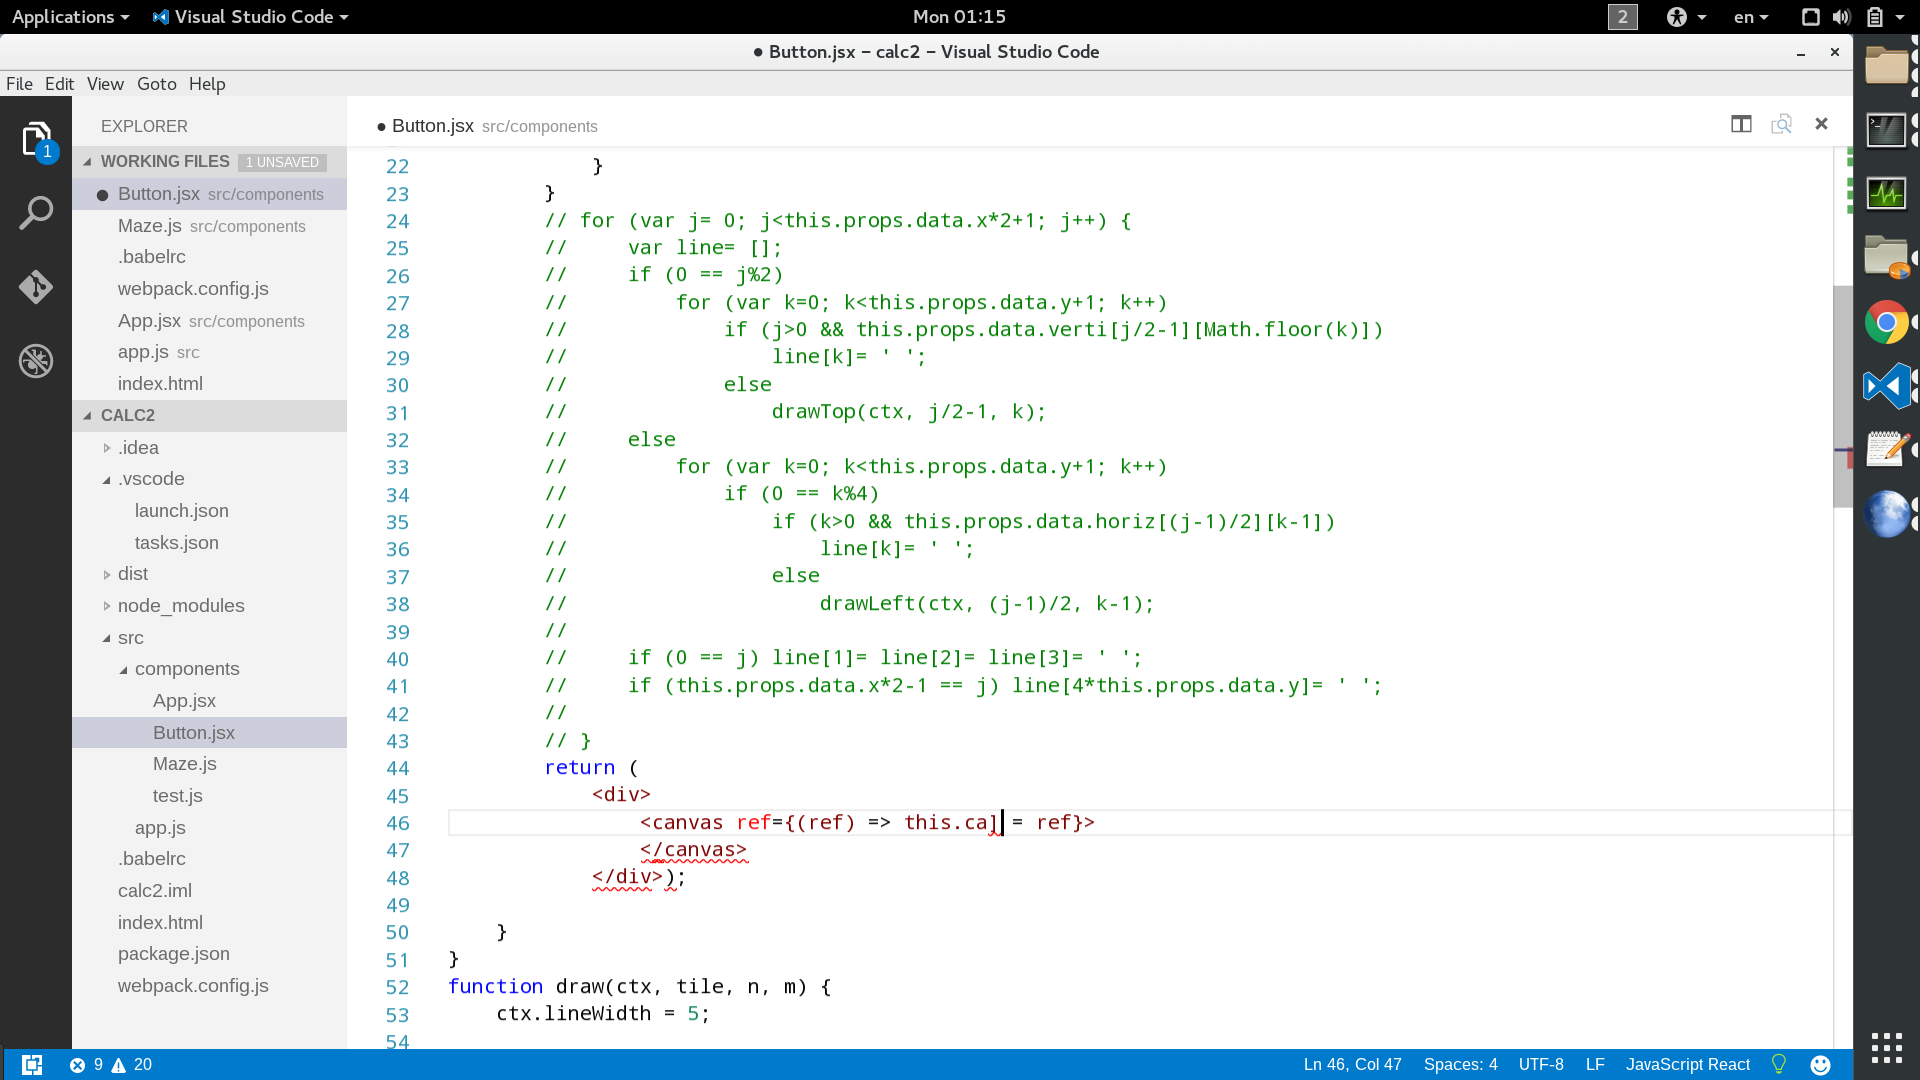 Applications Visual Studio Code Mon 01:15 2 en
● Button.jsx – calc2 – Visual Studio Code
File Edit View Goto Help
EXPLORER
1
WORKING FILES 1 UNSAVED
Button.jsx src/components
Maze.js src/components
.babelrc
webpack.config.js
App.jsx src/components
app.js src
index.html
CALC2
.idea
.vscode
launch.json
tasks.json
dist
node_modules
src
components
App.jsx
Button.jsx
Maze.js
test.js
app.js
.babelrc
calc2.iml
index.html
package.json
webpack.config.js
● Button.jsx src/components
22 }
23 }
24 // for (var j= 0; j<this.props.data.x*2+1; j++) {
25 // var line= [];
26 // if (0 == j%2)
27 // for (var k=0; k<this.props.data.y+1; k++)
28 // if (j>0 && this.props.data.verti[j/2-1][Math.floor(k)])
29 // line[k]= ' ';
30 // else
31 // drawTop(ctx, j/2-1, k);
32 // else
33 // for (var k=0; k<this.props.data.y+1; k++)
34 // if (0 == k%4)
35 // if (k>0 && this.props.data.horiz[(j-1)/2][k-1])
36 // line[k]= ' ';
37 // else
38 // drawLeft(ctx, (j-1)/2, k-1);
39 //
40 // if (0 == j) line[1]= line[2]= line[3]= ' ';
41 // if (this.props.data.x*2-1 == j) line[4*this.props.data.y]= ' ';
42 //
43 // }
44 return (
45 <div>
46 <canvas ref={(ref) => this.ca] = ref}>
47 </canvas>
48 </div>);
49
50 }
51 }
52 function draw(ctx, tile, n, m) {
53 ctx.lineWidth = 5;
54
9 20 Ln 46, Col 47 Spaces: 4 UTF-8 LF JavaScript React